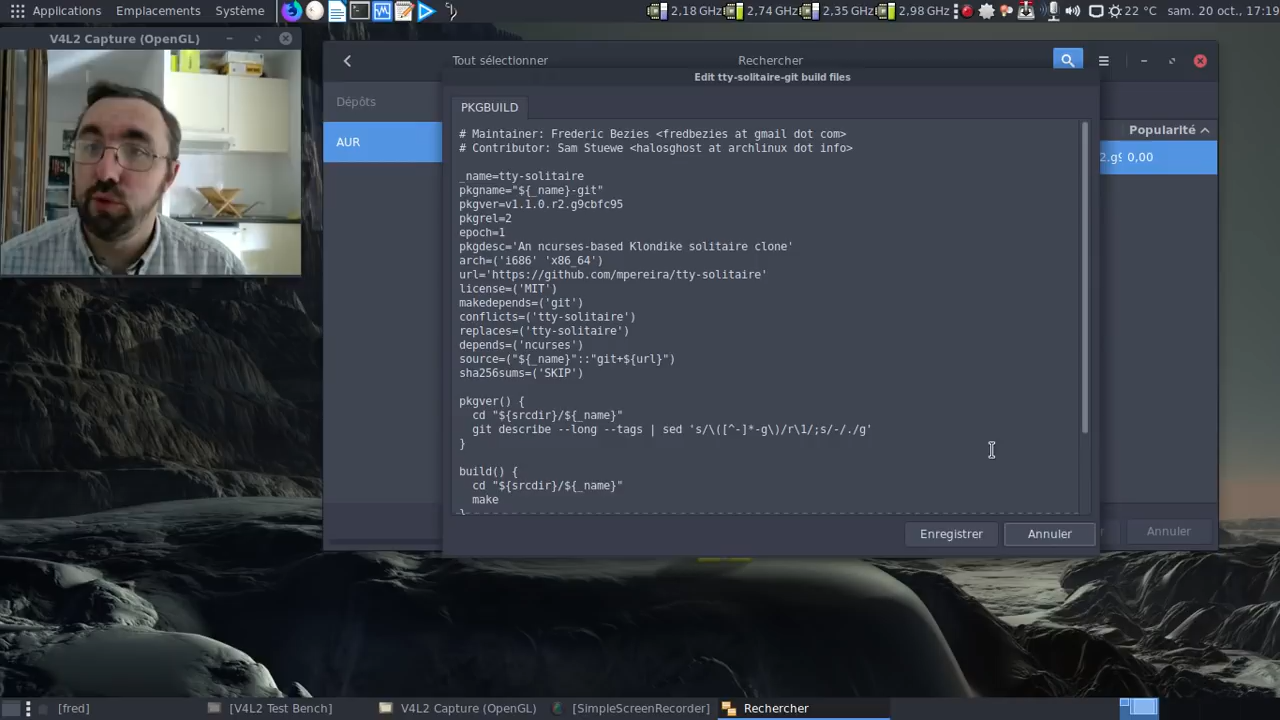 Applications Emplacements Système
2,18 GHz 2,74 GHz 2,35 GHz 2,98 GHz 22 °C sam. 20 oct., 17:19
V4L2 Capture (OpenGL)
Tout sélectionner Rechercher
Edit tty-solitaire-git build files
Dépôts
AUR
PKGBUILD
Popularité
0,00
# Maintainer: Frederic Bezies <fredbezies at gmail dot com>
# Contributor: Sam Stuewe <halosghost at archlinux dot info>
_name=tty-solitaire
pkgname="${_name}-git"
pkgver=v1.1.0.r2.g9cbfc95
pkgrel=2
epoch=1
pkgdesc='An ncurses-based Klondike solitaire clone'
arch=('i686' 'x86_64')
url='https://github.com/mpereira/tty-solitaire'
license=('MIT')
makedepends=('git')
conflicts=('tty-solitaire')
replaces=('tty-solitaire')
depends=('ncurses')
source=("${_name}"::"git+${url}")
sha256sums=('SKIP')
pkgver() {
cd "${srcdir}/${_name}"
git describe --long --tags | sed 's/\([^-]*-g\)/r\1/;s/-/./g'
}
build() {
cd "${srcdir}/${_name}"
make
}
Enregistrer Annuler
Annuler
[fred] [V4L2 Test Bench] V4L2 Capture (OpenGL) [SimpleScreenRecorder] Rechercher